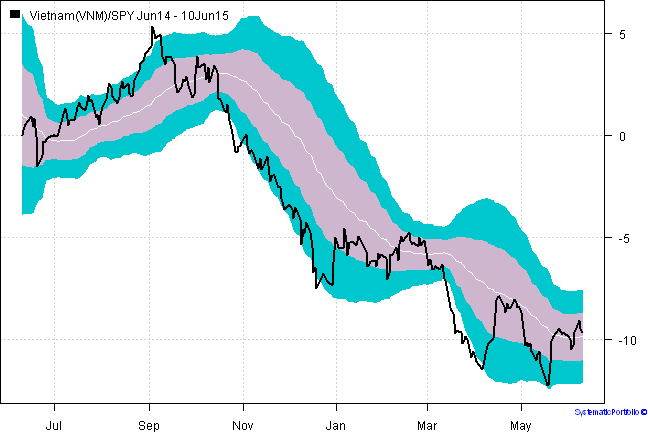 Vietnam(VNM)/SPY Jun14 - 10Jun15
5
0
-5
-10
Jul Sep Nov Jan Mar May
SystematicPortfolio ©